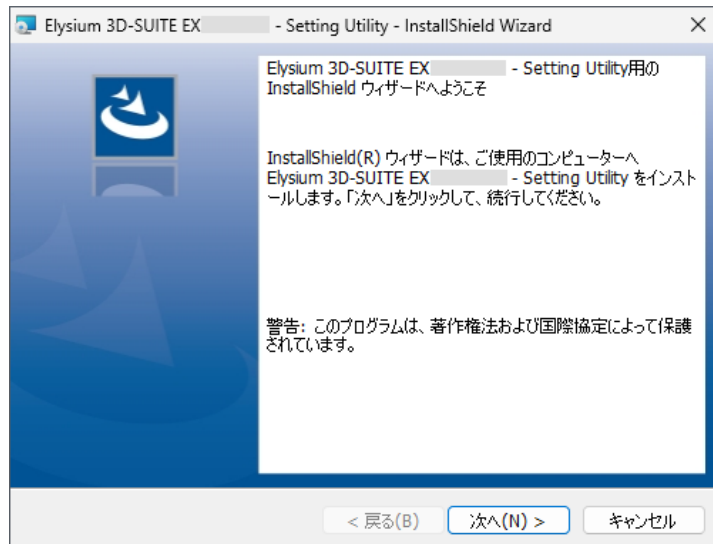 Elysium 3D-SUITE EX - Setting Utility - InstallShield Wizard
Elysium 3D-SUITE EX - Setting Utility用の
InstallShield ウィザードへようこそ
InstallShield(R) ウィザードは、ご使用のコンピューターへ
Elysium 3D-SUITE EX - Setting Utility をインスト
ールします。「次へ」をクリックして、続行してください。
警告: このプログラムは、著作権法および国際協定によって保護
されています。
< 戻る(B) 次へ(N) > キャンセル